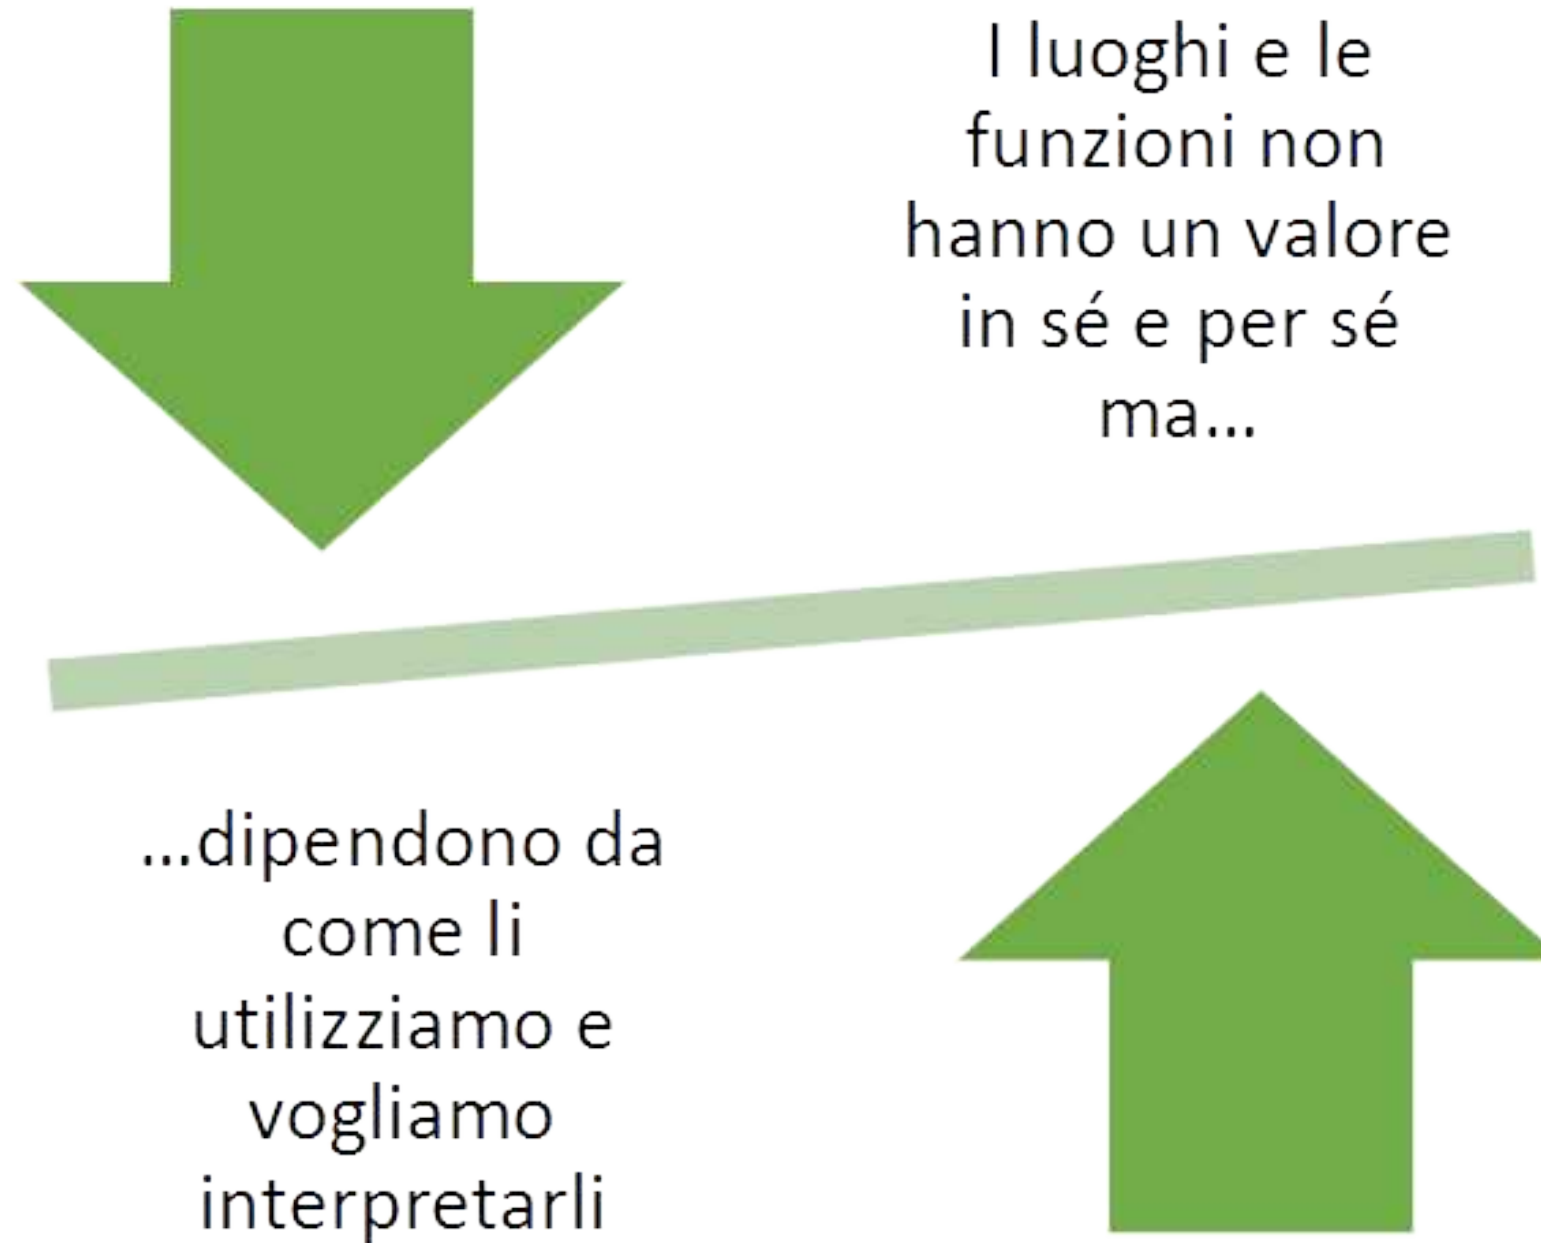 I luoghi e le
funzioni non
hanno un valore
in sé e per sé
ma...
...dipendono da
come li
utilizziamo e
vogliamo
interpretarli